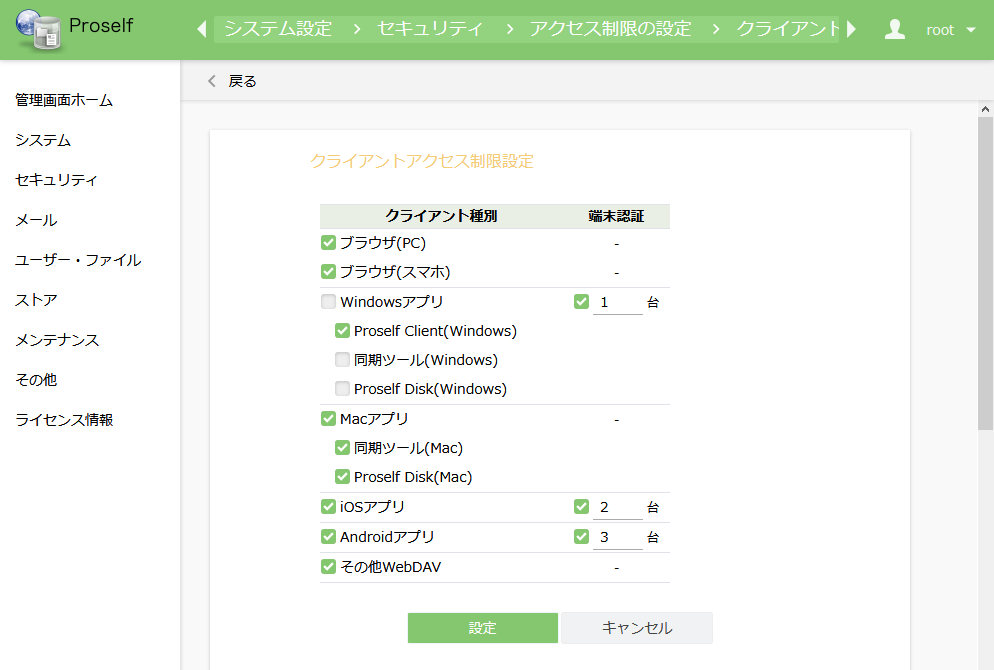 Proself
システム設定 > セキュリティ > アクセス制限の設定 > クライアント
root
戻る
管理画面ホーム
システム
セキュリティ
メール
ユーザー・ファイル
ストア
メンテナンス
その他
ライセンス情報
クライアントアクセス制限設定
クライアント種別 端末認証
ブラウザ(PC) -
ブラウザ(スマホ) -
Windowsアプリ 1 台
Proself Client(Windows)
同期ツール(Windows)
Proself Disk(Windows)
Macアプリ -
同期ツール(Mac)
Proself Disk(Mac)
iOSアプリ 2 台
Androidアプリ 3 台
その他WebDAV -
設定 キャンセル